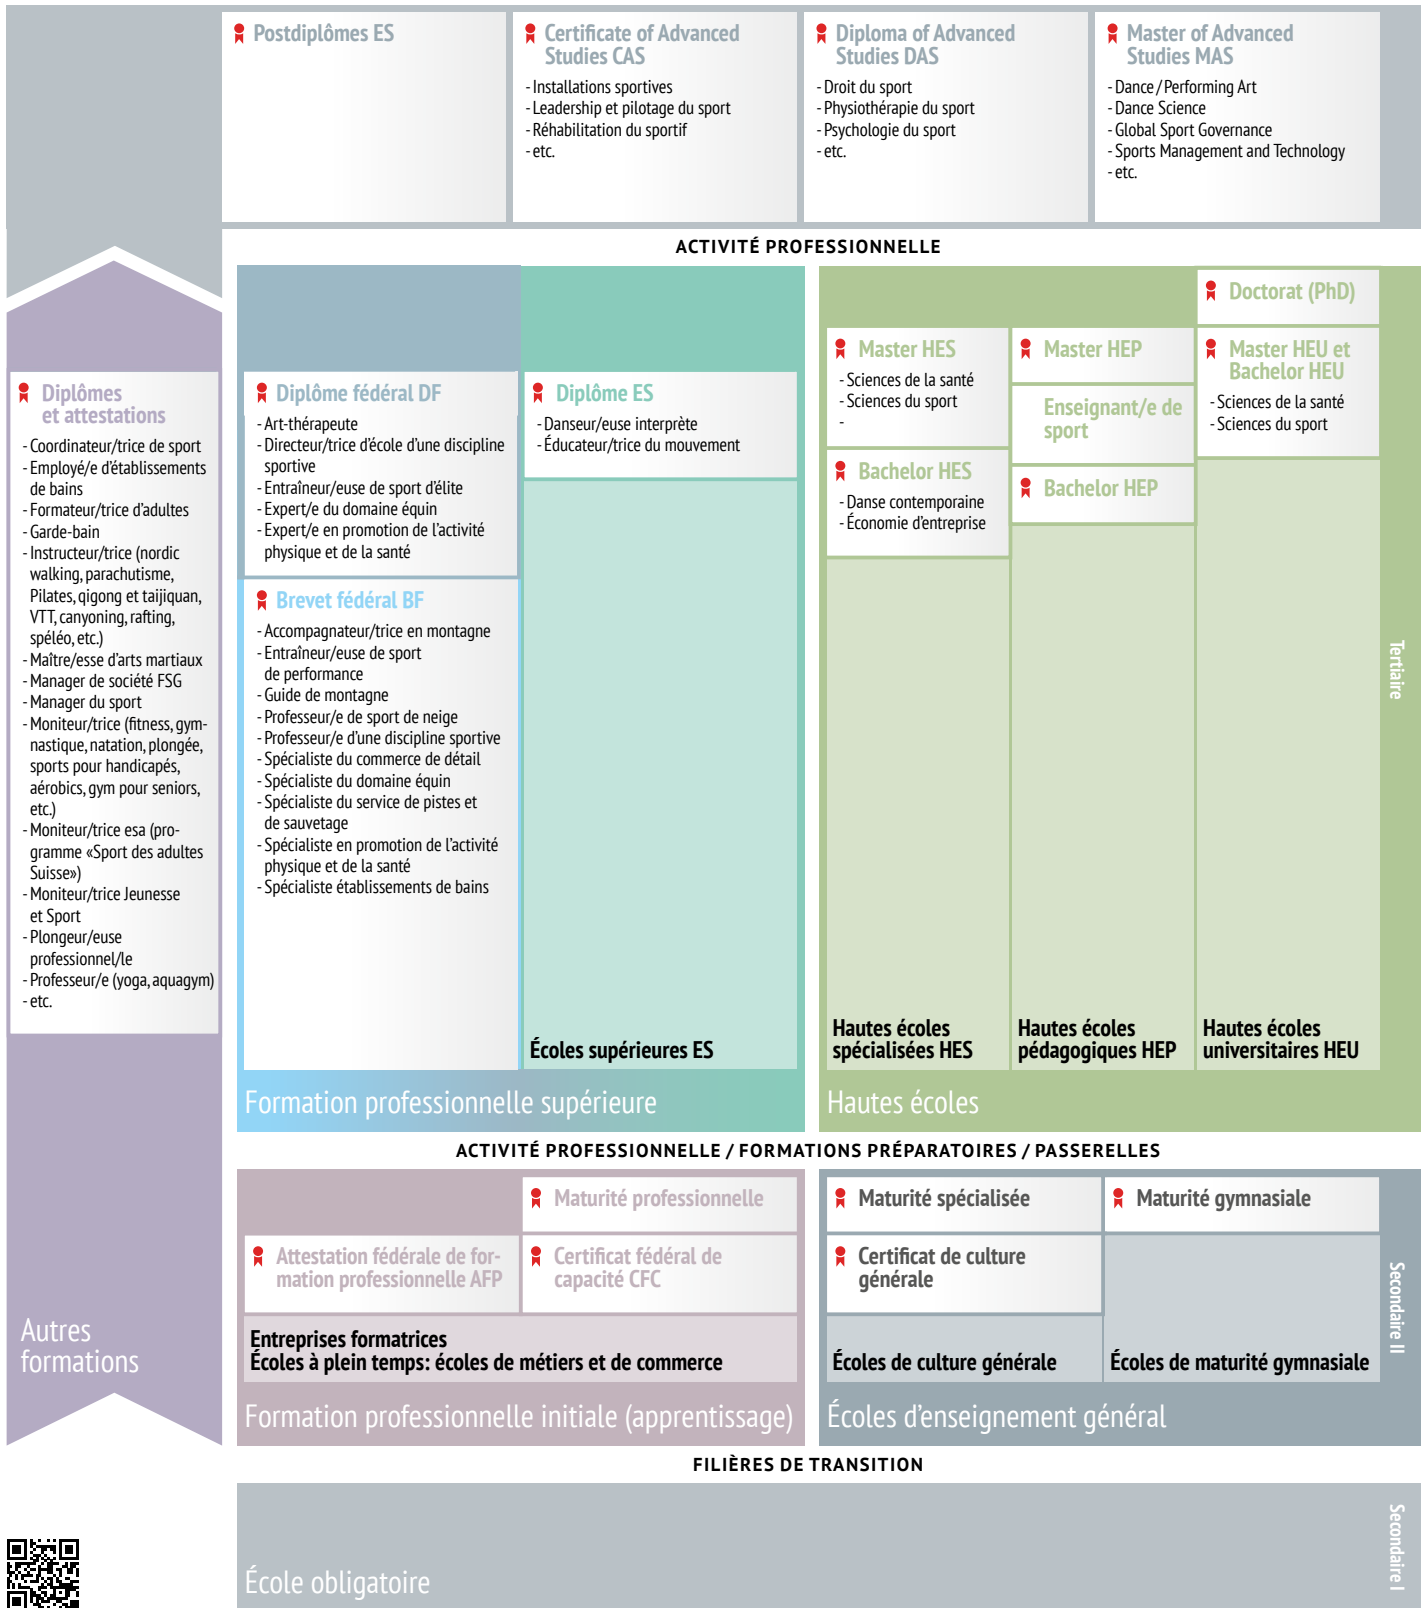 Postdiplômes ES
Certificate of Advanced
Studies CAS
- Installations sportives
- Leadership et pilotage du sport
- Réhabilitation du sportif
- etc.
Diploma of Advanced
Studies DAS
- Droit du sport
- Physiothérapie du sport
- Psychologie du sport
- etc.
Master of Advanced
Studies MAS
- Dance / Performing Art
- Dance Science
- Global Sport Governance
- Sports Management and Technology
- etc.
ACTIVITÉ PROFESSIONNELLE
Diplômes
et attestations
- Coordinateur/trice de sport
- Employé/e d'établissements
de bains
- Formateur/trice d'adultes
- Garde-bain
- Instructeur/trice (nordic
walking, parachutisme,
Pilates, qigong et taijiquan,
VTT, canyoning, rafting,
spéléo, etc.)
- Maître/esse d'arts martiaux
- Manager de société FSG
- Manager du sport
- Moniteur/trice (fitness, gym-
nastique, natation, plongée,
sports pour handicapés,
aérobics, gym pour seniors,
etc.)
- Moniteur/trice esa (pro-
gramme «Sport des adultes
Suisse»)
- Moniteur/trice Jeunesse
et Sport
- Plongeur/euse
professionnel/le
- Professeur/e (yoga, aquagym)
- etc.
Autres
formations
Diplôme fédéral DF
- Art-thérapeute
- Directeur/trice d'école d'une discipline
sportive
- Entraîneur/euse de sport d'élite
- Expert/e du domaine équin
- Expert/e en promotion de l'activité
physique et de la santé
Brevet fédéral BF
- Accompagnateur/trice en montagne
- Entraîneur/euse de sport
de performance
- Guide de montagne
- Professeur/e de sport de neige
- Professeur/e d'une discipline sportive
- Spécialiste du commerce de détail
- Spécialiste du domaine équin
- Spécialiste du service de pistes et
de sauvetage
- Spécialiste en promotion de l'activité
physique et de la santé
- Spécialiste établissements de bains
Diplôme ES
- Danseur/euse interprète
- Éducateur/trice du mouvement
Écoles supérieures ES
Formation professionnelle supérieure
Master HES
- Sciences de la santé
- Sciences du sport
-
Bachelor HES
- Danse contemporaine
- Économie d'entreprise
Hautes écoles
spécialisées HES
Master HEP
Enseignant/e de
sport
Bachelor HEP
Hautes écoles
pédagogiques HEP
Doctorat (PhD)
Master HEU et
Bachelor HEU
- Sciences de la santé
- Sciences du sport
Hautes écoles
universitaires HEU
Hautes écoles
Tertiaire
ACTIVITÉ PROFESSIONNELLE / FORMATIONS PRÉPARATOIRES / PASSERELLES
Maturité professionnelle
Attestation fédérale de for-
mation professionnelle AFP
Certificat fédéral de
capacité CFC
Entreprises formatrices
Écoles à plein temps: écoles de métiers et de commerce
Formation professionnelle initiale (apprentissage)
Maturité spécialisée
Certificat de culture
générale
Écoles de culture générale
Maturité gymnasiale
Écoles de maturité gymnasiale
Écoles d'enseignement général
Secondaire II
FILIÈRES DE TRANSITION
École obligatoire
Secondaire I